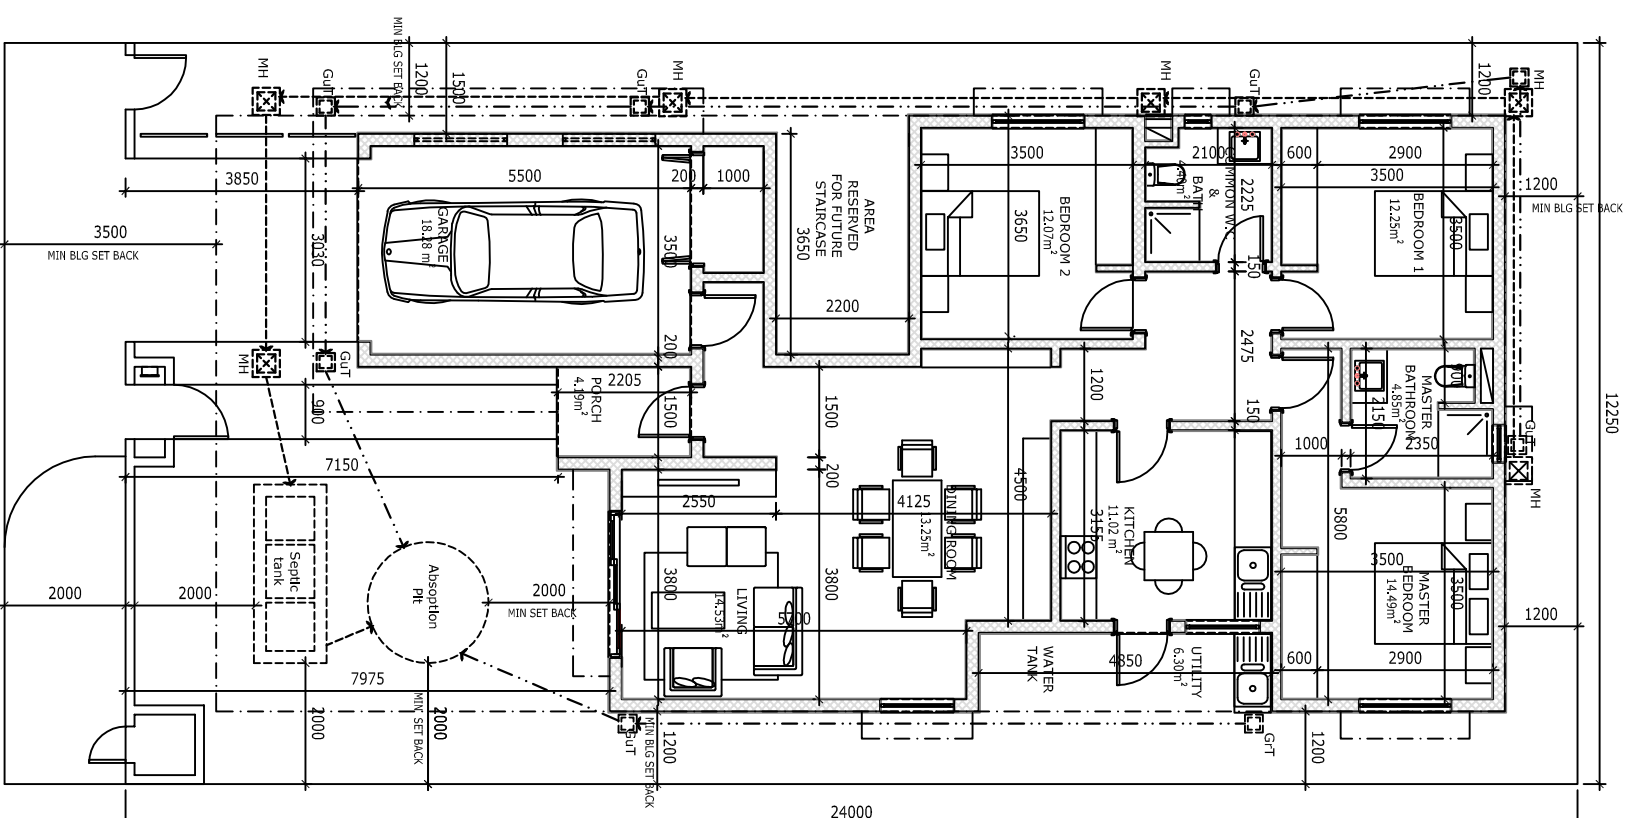 MIN BLG SET BACK
1200
1500
1200
MH
GuT
GuT
MH
MH
GuT
MH
3850
5500
200
1000
3500
2100
600
2900
3500
1200
MIN BLG SET BACK
3500
MIN BLG SET BACK
3030
GARAGE
18.28 m²
3500
200
AREA
RESERVED
FOR FUTURE
STAIRCASE
3650
2200
BEDROOM 2
12.07m²
3650
COMMON W.C
&
BATH
2225
150
BEDROOM 1
12.25m²
3500
12250
MH
GuT
900
2205
PORCH
4.19m²
1500
1500
200
1200
2475
150
MASTER
BATHROOM
4.85m²
900
2150
1000
2350
GuT
MH
7150
2550
4125
DINING ROOM
13.25m²
4500
KITCHEN
11.02 m²
3155
5800
3500
MASTER
BEDROOM
14.49m²
3500
Septic
tank
Absoption
Pit
2000
2000
2000
MIN SET BACK
3800
LIVING
14.53m²
3800
5700
1200
WATER
TANK
4850
UTILITY
6.30m²
600
2900
7975
2000
2000
MIN SET BACK
GuT
MIN BLG SET BACK
1200
GrT
1200
24000